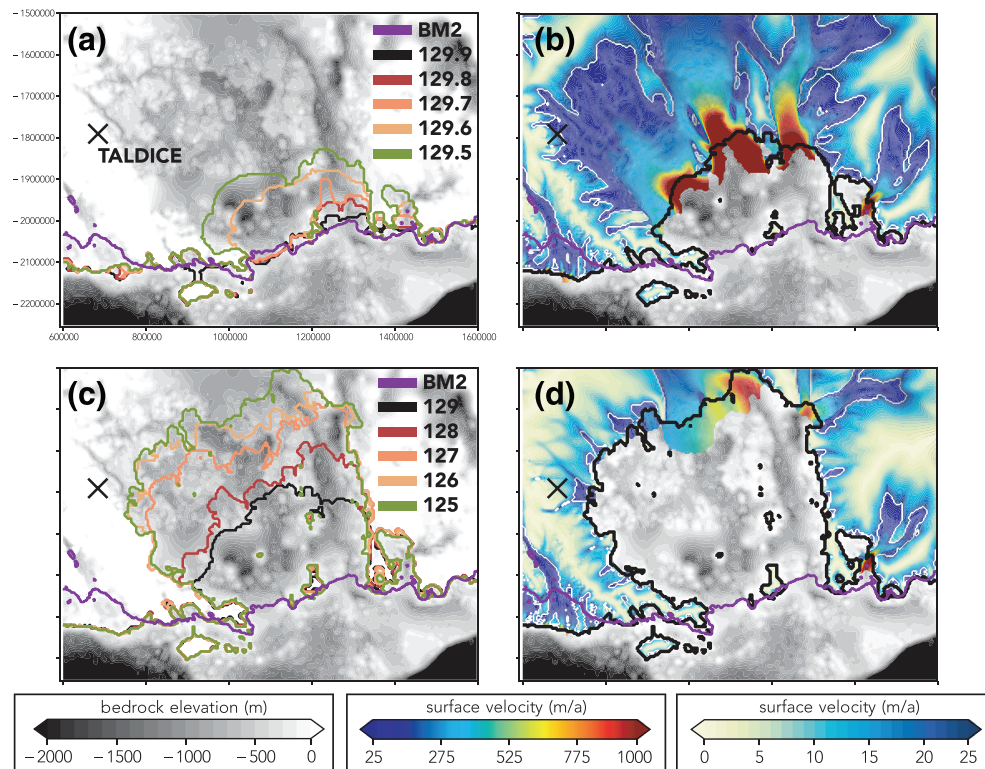 (a)
BM2
129.9
129.8
129.7
129.6
129.5
TALDICE
−1500000
−1600000
−1700000
−1800000
−1900000
−2000000
−2100000
−2200000
600000 800000 1000000 1200000 1400000 1600000
(b)
(c)
BM2
129
128
127
126
125
(d)
bedrock elevation (m)
−2000 −1500 −1000 −500 0
surface velocity (m/a)
25 275 525 775 1000
surface velocity (m/a)
0 5 10 15 20 25